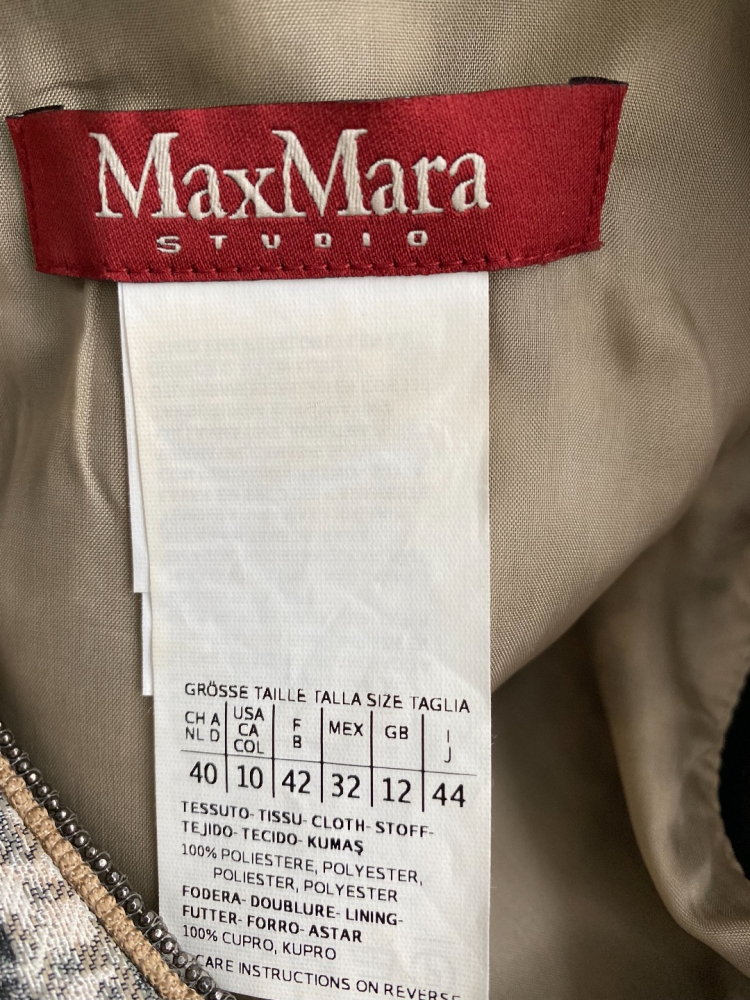 MaxMara
STUDIO
GRÖSSE TAILLE TALLA SIZE TAGLIA
CH A NL D | USA CA COL | F B | MEX | GB | I J
40 | 10 | 42 | 32 | 12 | 44
TESSUTO- TISSU- CLOTH- STOFF-
TEJIDO- TECIDO- KUMAŞ
100% POLIESTERE, POLYESTER,
POLIESTER, POLYESTER
FODERA- DOUBLURE- LINING-
FUTTER- FORRO- ASTAR
100% CUPRO, KUPRO
CARE INSTRUCTIONS ON REVERSE